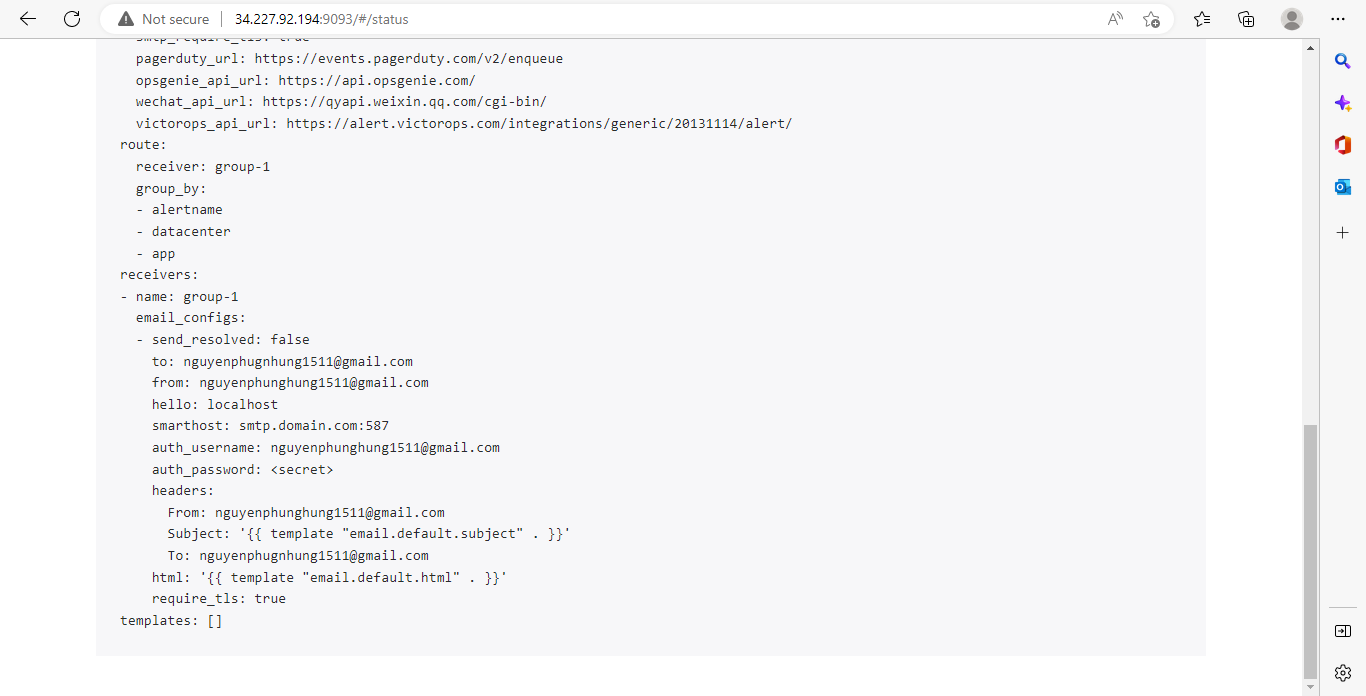 Not secure 34.227.92.194:9093/#/status
smtp_require_tls: true
pagerduty_url: https://events.pagerduty.com/v2/enqueue
opsgenie_api_url: https://api.opsgenie.com/
wechat_api_url: https://qyapi.weixin.qq.com/cgi-bin/
victorops_api_url: https://alert.victorops.com/integrations/generic/20131114/alert/
route:
receiver: group-1
group_by:
- alertname
- datacenter
- app
receivers:
- name: group-1
email_configs:
- send_resolved: false
to: nguyenphugnhung1511@gmail.com
from: nguyenphunghung1511@gmail.com
hello: localhost
smarthost: smtp.domain.com:587
auth_username: nguyenphunghung1511@gmail.com
auth_password: <secret>
headers:
From: nguyenphunghung1511@gmail.com
Subject: '{{ template "email.default.subject" . }}'
To: nguyenphugnhung1511@gmail.com
html: '{{ template "email.default.html" . }}'
require_tls: true
templates: []